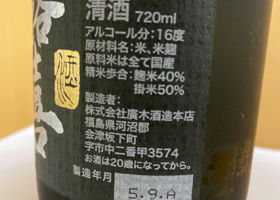 清酒 720ml
アルコール分：16度
原材料名：米、米麹
原料米は全て国産
精米歩合：麹米40%
掛米50%
製造者：
株式会社廣木酒造本店
福島県河沼郡
会津坂下町
字市中二番甲3574
お酒は20歳になってから。
製造年月
5.9.A
喜